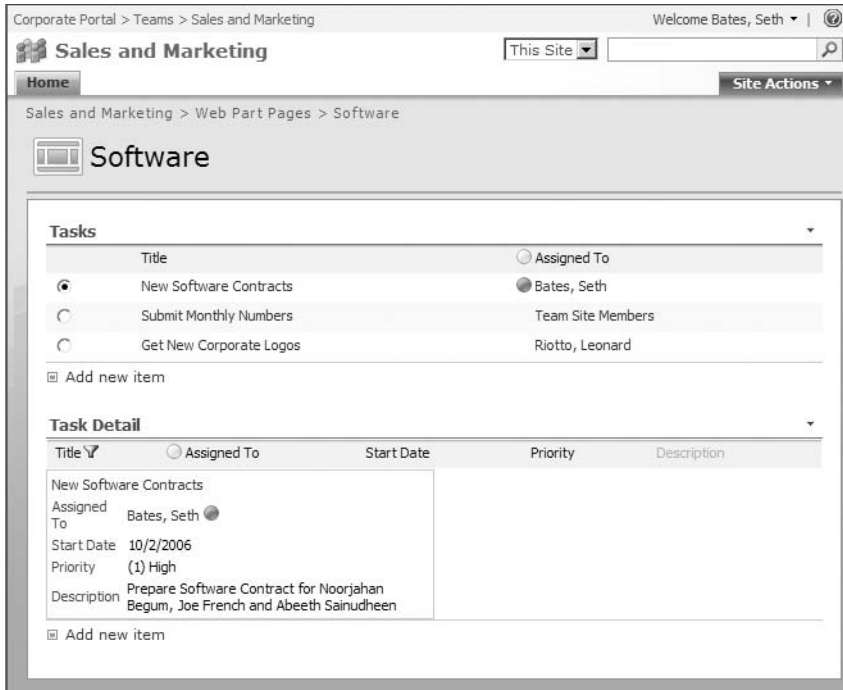 Corporate Portal > Teams > Sales and Marketing
Welcome Bates, Seth
Sales and Marketing
This Site
Home
Site Actions
Sales and Marketing > Web Part Pages > Software
Software
Tasks
Title Assigned To
New Software Contracts Bates, Seth
Submit Monthly Numbers Team Site Members
Get New Corporate Logos Riotto, Leonard
Add new item
Task Detail
Title Assigned To Start Date Priority Description
New Software Contracts
Assigned To Bates, Seth
Start Date 10/2/2006
Priority (1) High
Description Prepare Software Contract for Noorjahan
Begum, Joe French and Abeeth Sainudheen
Add new item